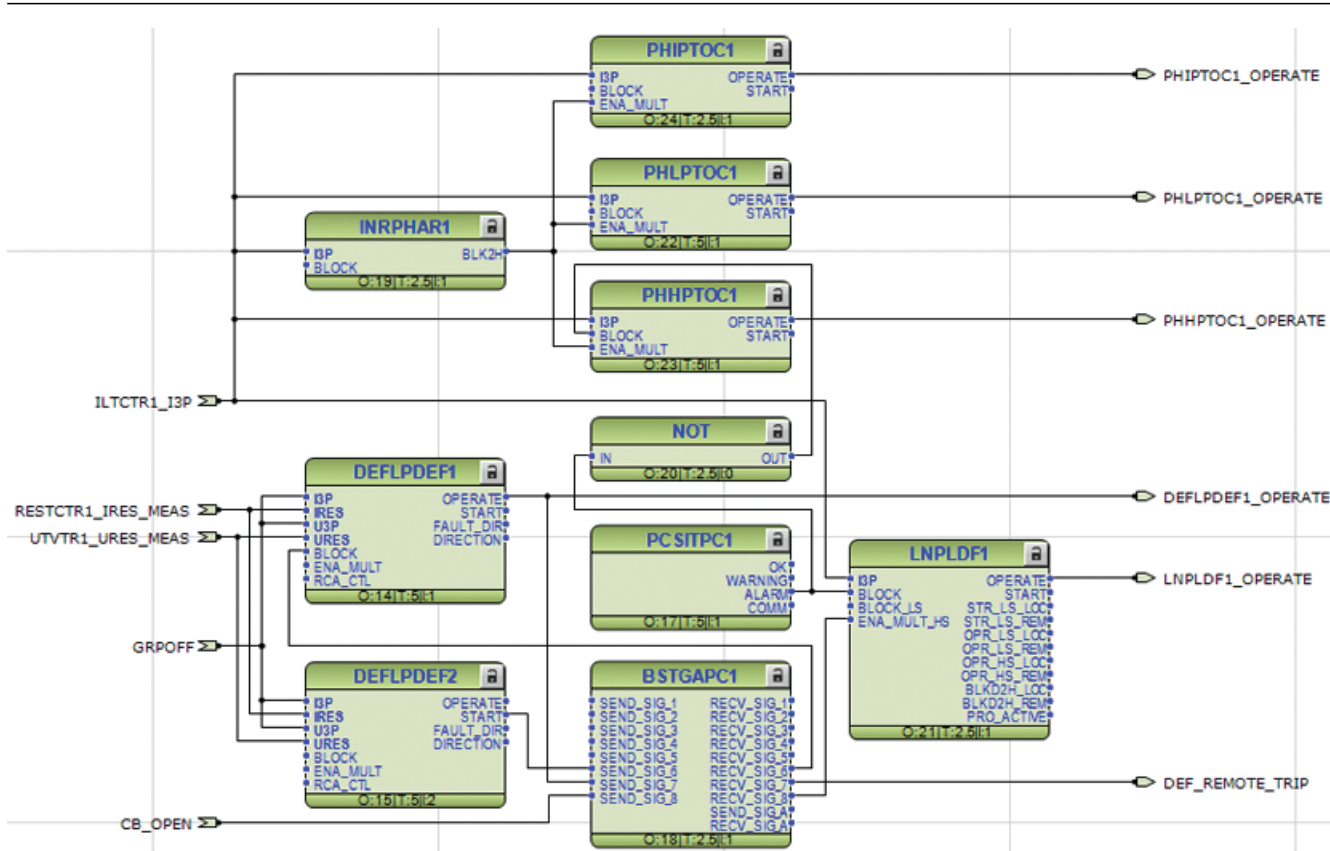 PHIPTOC1
I3P OPERATE
BLOCK START
ENA_MULT
O:24|T:2.5|I:1
PHIPTOC1_OPERATE
PHLPTOC1
I3P OPERATE
BLOCK START
ENA_MULT
O:22|T:5|I:1
PHLPTOC1_OPERATE
INRPHAR1
I3P BLK2H
BLOCK
O:19|T:2.5|I:1
PHHPTOC1
I3P OPERATE
BLOCK START
ENA_MULT
O:23|T:5|I:1
PHHPTOC1_OPERATE
ILTCTR1_I3P
NOT
IN OUT
O:20|T:2.5|I:0
DEFLPDEF1
I3P OPERATE
IRES START
U3P FAULT_DIR
URES DIRECTION
BLOCK
ENA_MULT
RCA_CTL
O:14|T:5|I:1
DEFLPDEF1_OPERATE
RESTCTR1_IRES_MEAS
UTVTR1_URES_MEAS
PCSITPC1
OK
WARNING
ALARM
COMM
O:17|T:5|I:1
LNPLDF1
I3P OPERATE
BLOCK START
BLOCK_LS STR_LS_LOC
ENA_MULT_HS STR_LS_REM
OPR_LS_LOC
OPR_LS_REM
OPR_HS_LOC
OPR_HS_REM
BLKD2H_LOC
BLKD2H_REM
PRO_ACTIVE
O:21|T:2.5|I:1
LNPLDF1_OPERATE
GRPOFF
DEFLPDEF2
I3P OPERATE
IRES START
U3P FAULT_DIR
URES DIRECTION
BLOCK
ENA_MULT
RCA_CTL
O:15|T:5|I:2
BSTGAPC1
SEND_SIG_1 RECV_SIG_1
SEND_SIG_2 RECV_SIG_2
SEND_SIG_3 RECV_SIG_3
SEND_SIG_4 RECV_SIG_4
SEND_SIG_5 RECV_SIG_5
SEND_SIG_6 RECV_SIG_6
SEND_SIG_7 RECV_SIG_7
SEND_SIG_8 RECV_SIG_8
SEND_SIG_A
RECV_SIG_A
O:18|T:2.5|I:1
DEF_REMOTE_TRIP
CB_OPEN